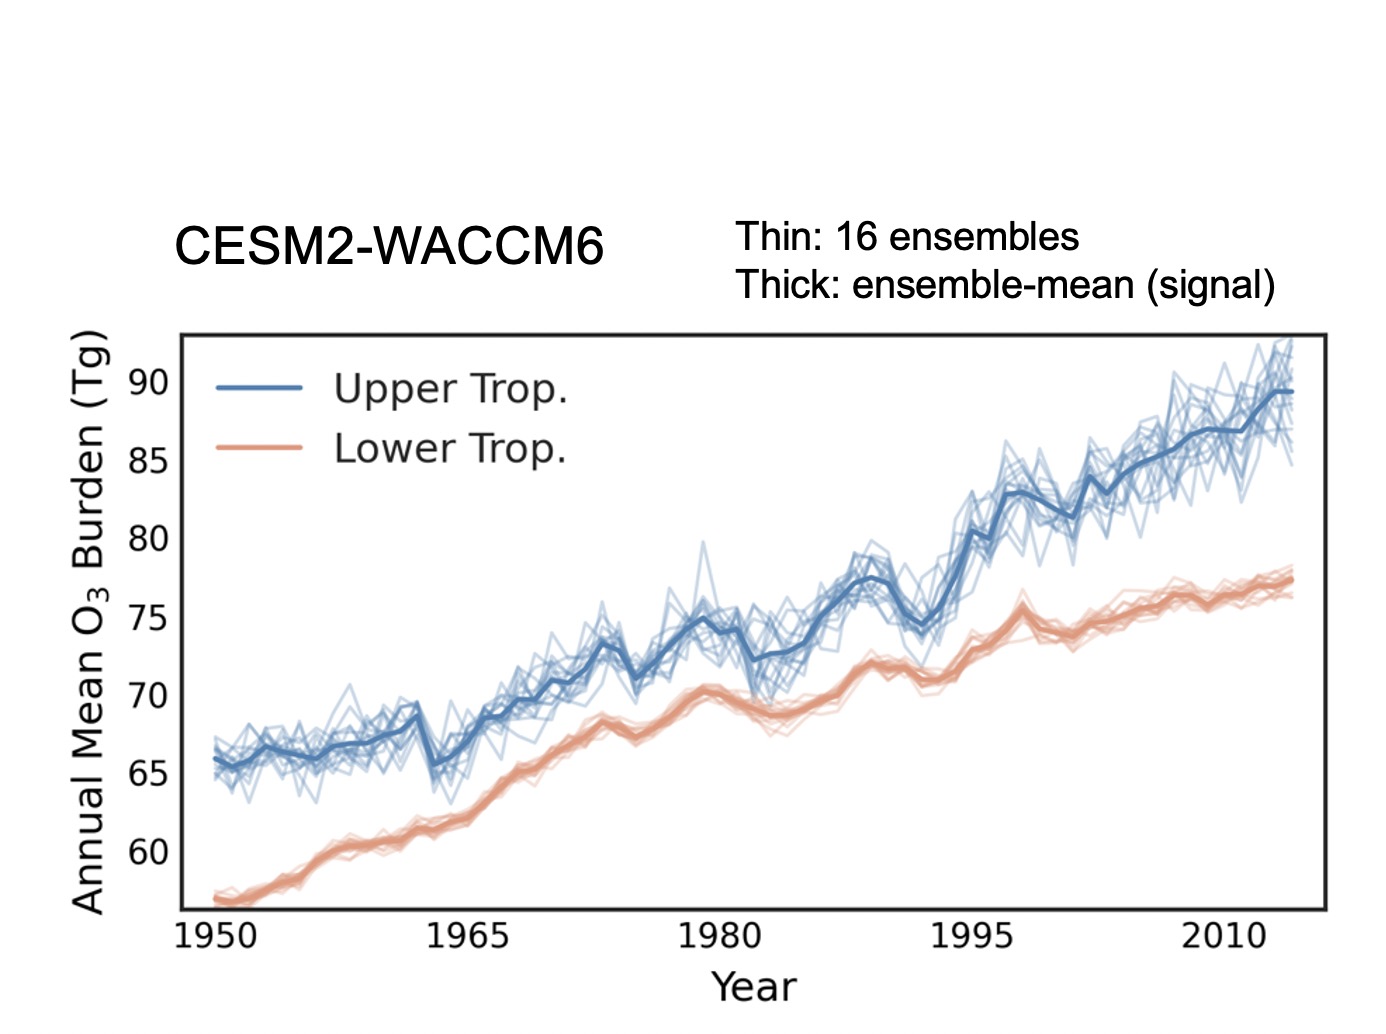 CESM2-WACCM6
Thin: 16 ensembles
Thick: ensemble-mean (signal)
Annual Mean O₃ Burden (Tg)
90
85
80
75
70
65
60
Upper Trop.
Lower Trop.
1950 1965 1980 1995 2010
Year